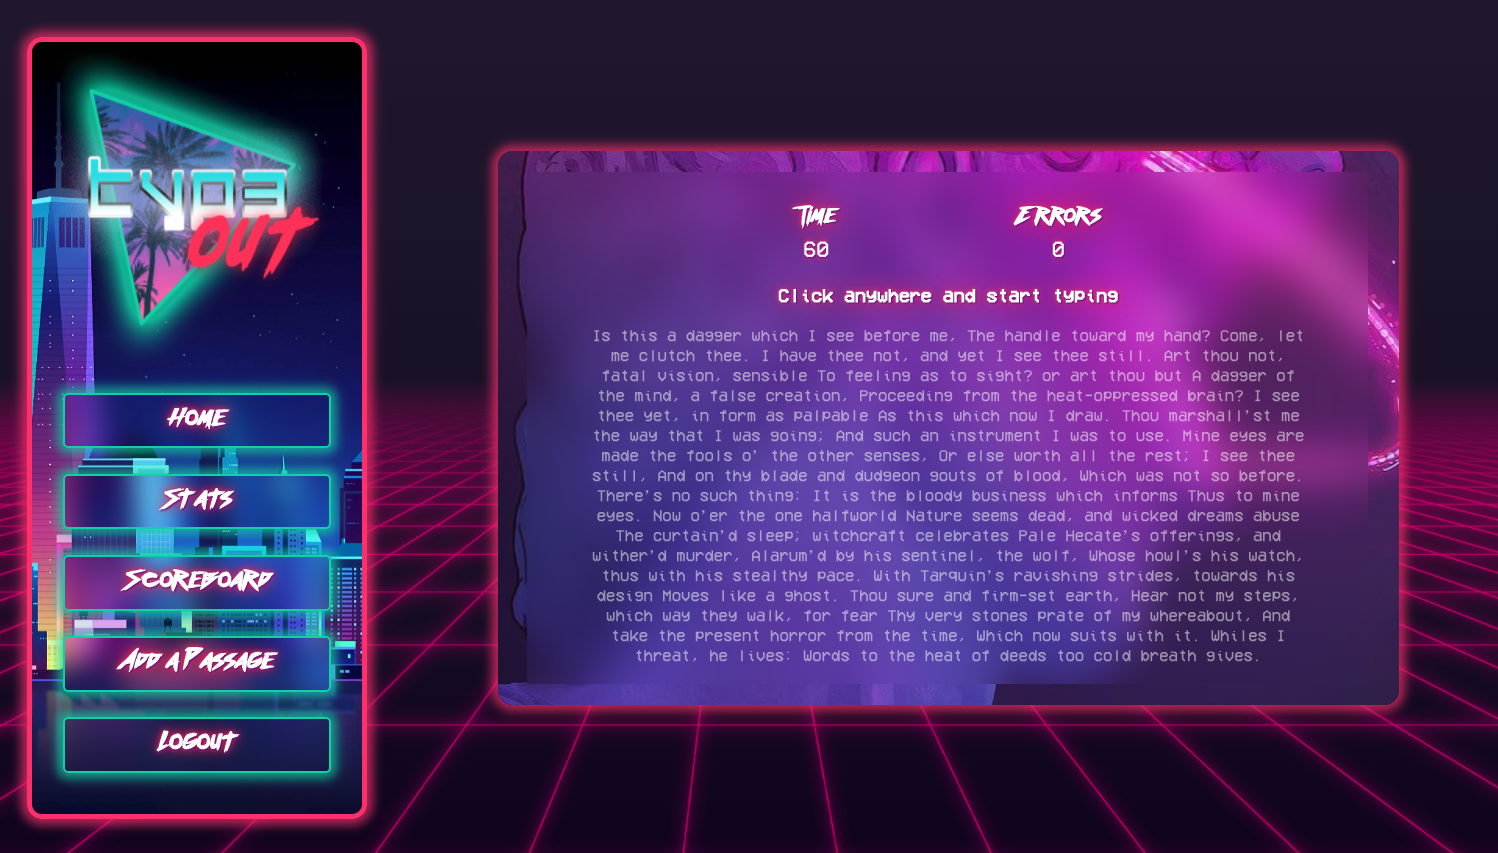 type
OUT
Home
Stats
Scoreboard
Add a Passage
Logout
Time
Errors
60
0
Click anywhere and start typing
Is this a dagger which I see before me, The handle toward my hand? Come, let
me clutch thee. I have thee not, and yet I see thee still. Art thou not,
fatal vision, sensible To feeling as to sight? or art thou but A dagger of
the mind, a false creation, Proceeding from the heat-oppressed brain? I see
thee yet, in form as palpable As this which now I draw. Thou marshall'st me
the way that I was going; And such an instrument I was to use. Mine eyes are
made the fools o' the other senses, Or else worth all the rest; I see thee
still, And on thy blade and dudgeon gouts of blood, Which was not so before.
There's no such thing: It is the bloody business which informs Thus to mine
eyes. Now o'er the one halfworld Nature seems dead, and wicked dreams abuse
The curtain'd sleep; witchcraft celebrates Pale Hecate's offerings, and
wither'd murder, Alarum'd by his sentinel, the wolf, Whose howl's his watch,
thus with his stealthy pace. With Tarquin's ravishing strides, towards his
design Moves like a ghost. Thou sure and firm-set earth, Hear not my steps,
which way they walk, for fear Thy very stones prate of my whereabout, And
take the present horror from the time, Which now suits with it. Whiles I
threat, he lives: Words to the heat of deeds too cold breath gives.